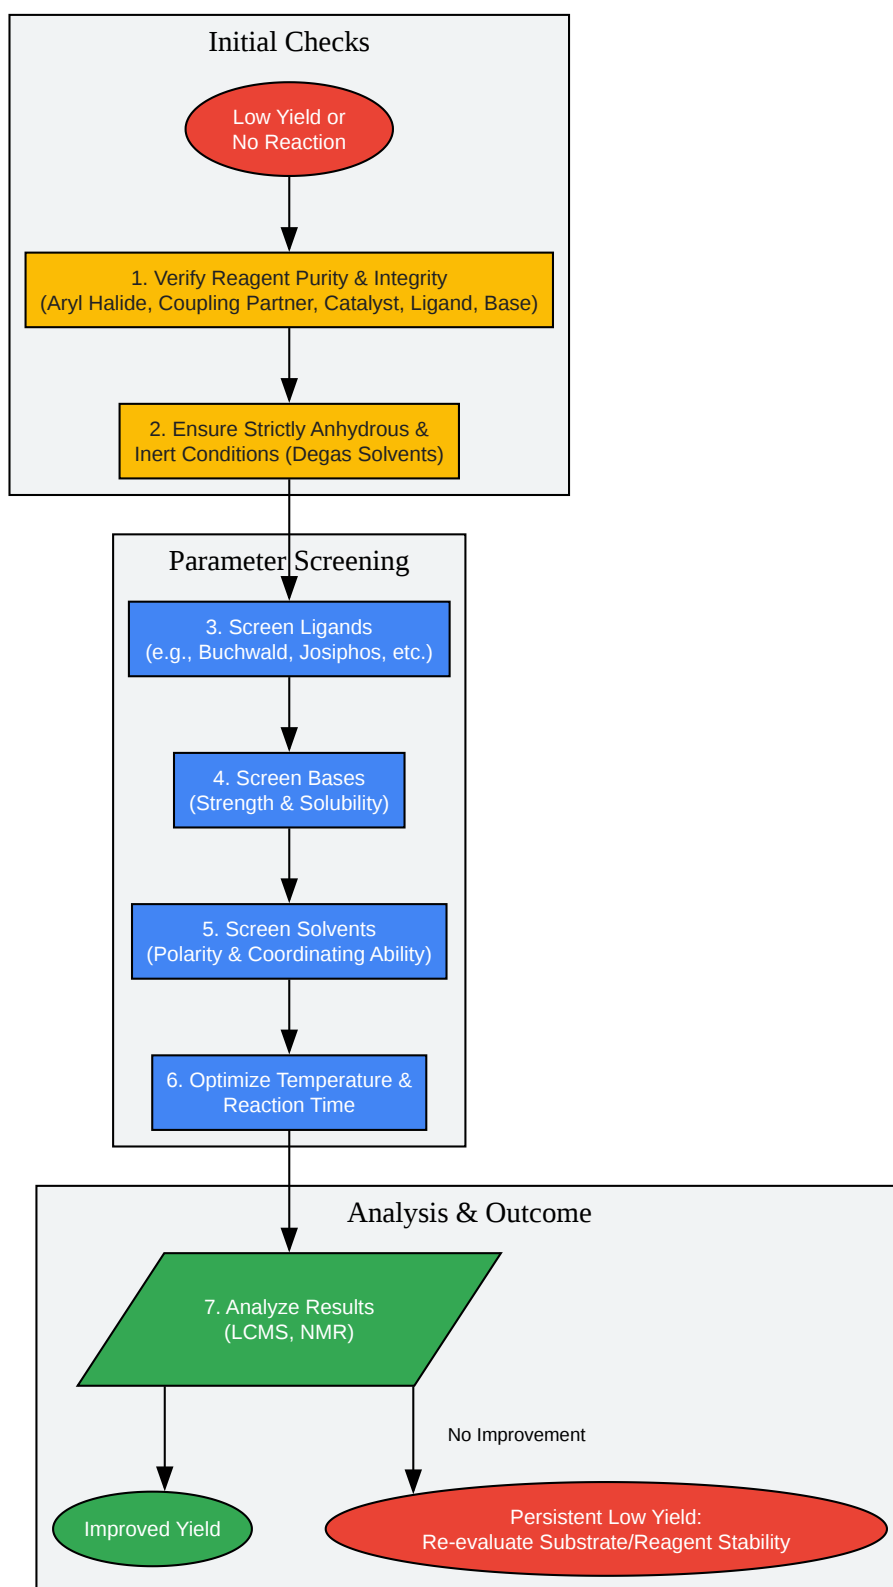 Initial Checks
Low Yield or
No Reaction
1. Verify Reagent Purity & Integrity
(Aryl Halide, Coupling Partner, Catalyst, Ligand, Base)
2. Ensure Strictly Anhydrous &
Inert Conditions (Degas Solvents)
Parameter Screening
3. Screen Ligands
(e.g., Buchwald, Josiphos, etc.)
4. Screen Bases
(Strength & Solubility)
5. Screen Solvents
(Polarity & Coordinating Ability)
6. Optimize Temperature &
Reaction Time
Analysis & Outcome
7. Analyze Results
(LCMS, NMR)
No Improvement
Improved Yield
Persistent Low Yield:
Re-evaluate Substrate/Reagent Stability